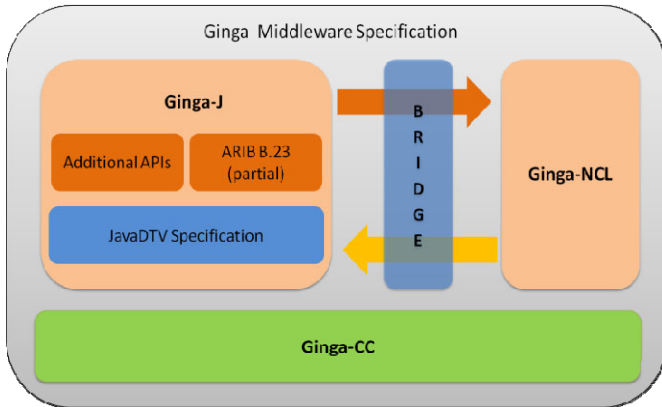 Ginga Middleware Specification
Ginga-J
Additional APIs
ARIB B.23
(partial)
JavaDTV Specification
B
R
I
D
G
E
Ginga-NCL
Ginga-CC